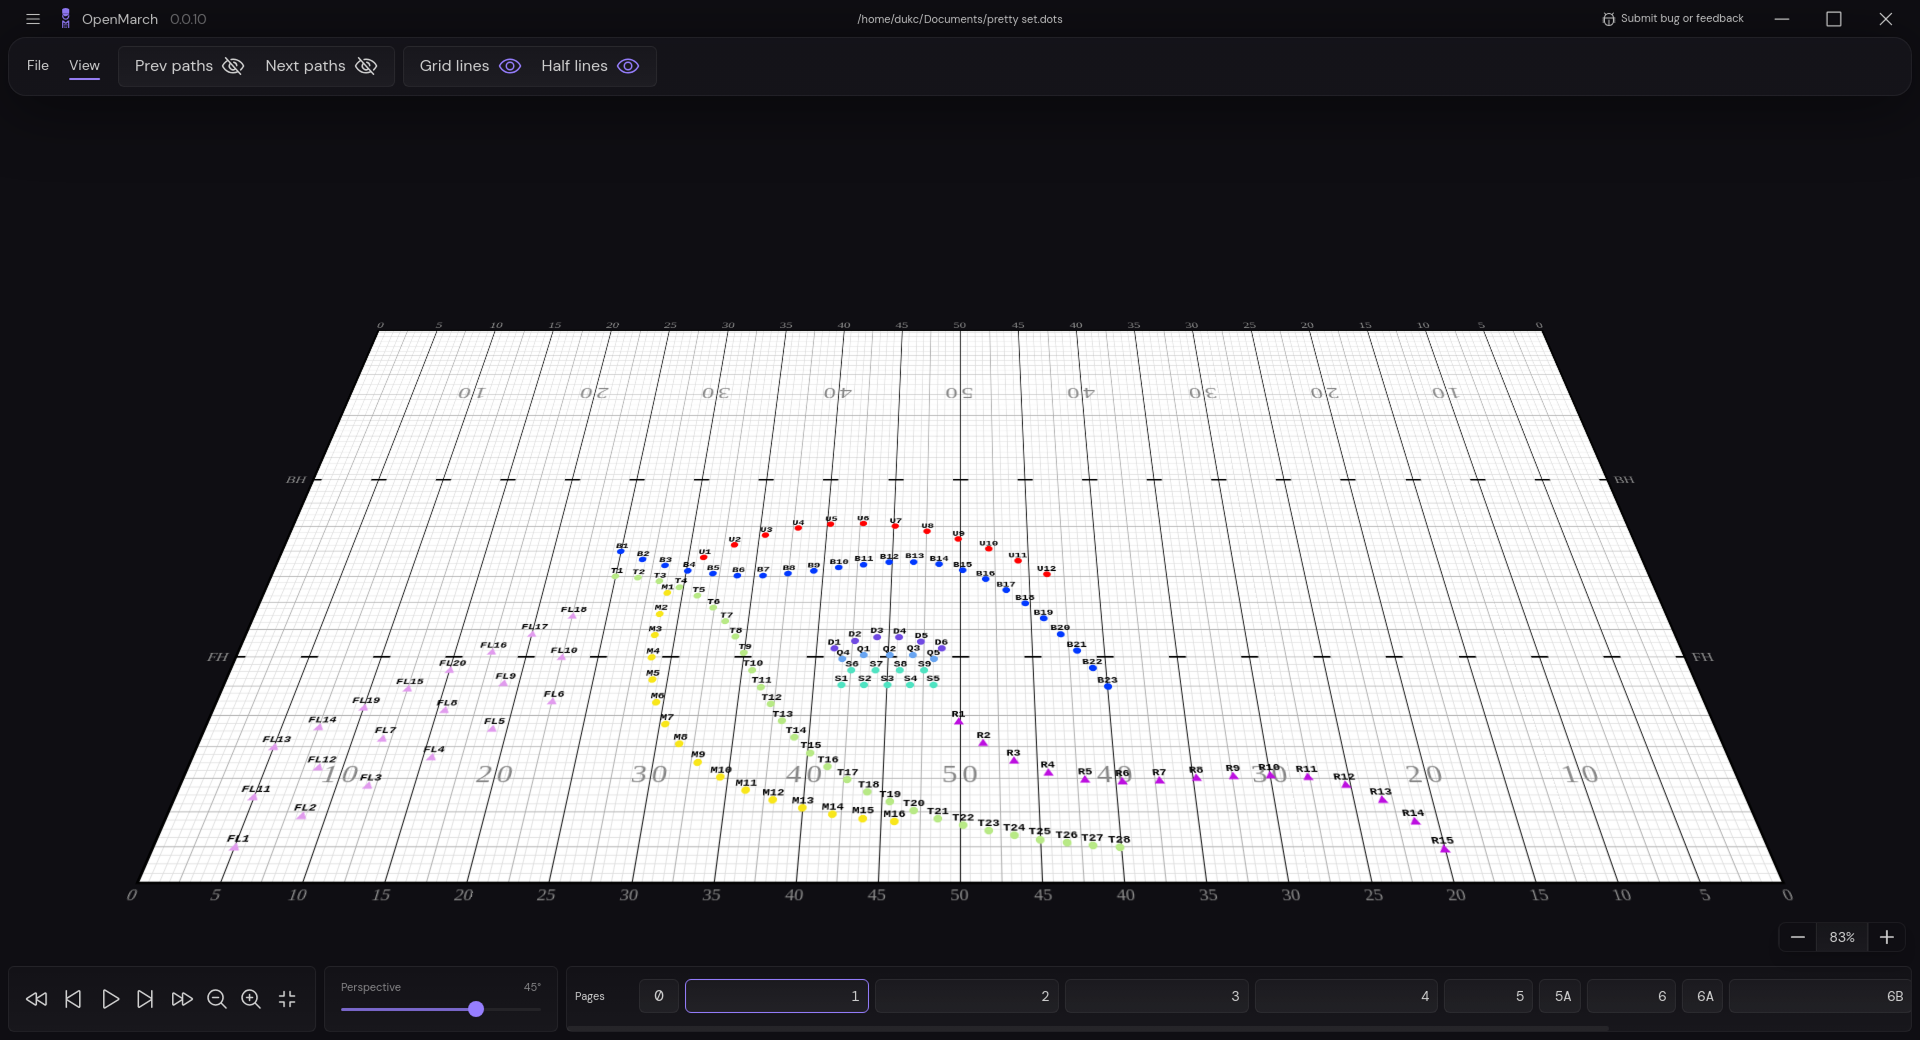 OpenMarch 0.0.10 /home/dukc/Documents/pretty set.dots Submit bug or feedback
File View Prev paths Next paths Grid lines Half lines
0 5 10 15 20 25 30 35 40 45 50 45 40 35 30 25 20 15 10 5 0
10 20 30 40 50 40 30 20 10
BH BH
U1 U2 U3 U4 U5 U6 U7 U8 U9 U10 U11 U12
B1 B2 B3 B4 B5 B6 B7 B8 B9 B10 B11 B12 B13 B14 B15 B16 B17 B18 B19 B20 B21 B22 B23
T1 T2 T3 T4 T5 T6 T7 T8 T9 T10 T11 T12 T13 T14 T15 T16 T17 T18 T19 T20 T21 T22 T23 T24 T25 T26 T27 T28
M1 M2 M3 M4 M5 M6 M7 M8 M9 M10 M11 M12 M13 M14 M15 M16
D1 D2 D3 D4 D5 D6
FH FH
Q4 Q1 Q2 Q3 Q5
S6 S7 S8 S9
S1 S2 S3 S4 S5
FL18 FL17 FL16 FL10 FL20 FL9 FL15 FL6 FL19 FL8 FL14 FL5 FL7 FL13 FL4 FL12 FL3 FL11 FL2 FL1
R1 R2 R3 R4 R5 R6 R7 R8 R9 R10 R11 R12 R13 R14 R15
10 20 30 40 50 40 30 20 10
0 5 10 15 20 25 30 35 40 45 50 45 40 35 30 25 20 15 10 5 0
83%
Perspective 45°
Pages 0 1 2 3 4 5 5A 6 6A 6B